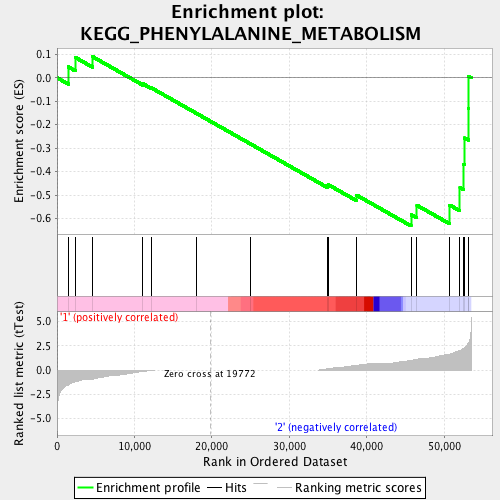 Enrichment plot:
KEGG_PHENYLALANINE_METABOLISM
Enrichment score (ES)
0.1
0.0
-0.1
-0.2
-0.3
-0.4
-0.5
-0.6
'1' (positively correlated)
Ranked list metric (tTest)
5.0
2.5
0.0
-2.5
-5.0
Zero cross at 19772
'2' (negatively correlated)
0 10,000 20,000 30,000 40,000 50,000
Rank in Ordered Dataset
Enrichment profile Hits Ranking metric scores